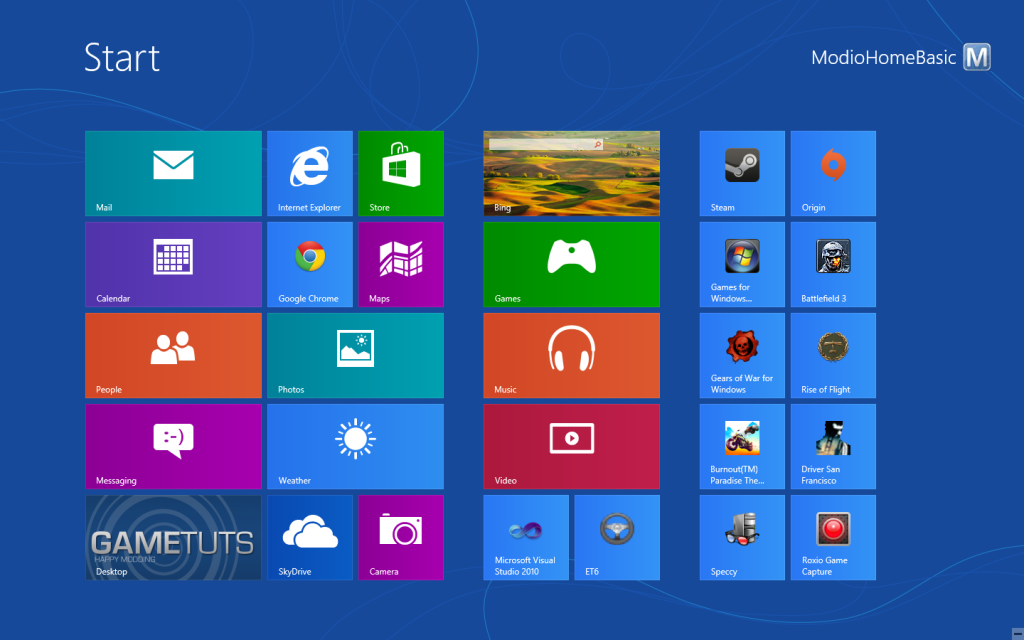 Start
ModioHomeBasic M
Mail
Internet Explorer
Store
Bing
Steam
Origin
Calendar
Google Chrome
Maps
Games
Games for
Windows...
Battlefield 3
People
Photos
Music
Gears of War for
Windows
Rise of Flight
:-)
Messaging
Weather
Video
Burnout(TM)
Paradise The...
Driver San
Francisco
GAMETUTS
HAPPY MODDING
Desktop
SkyDrive
Camera
Microsoft Visual
Studio 2010
ET6
Speccy
Roxio Game
Capture